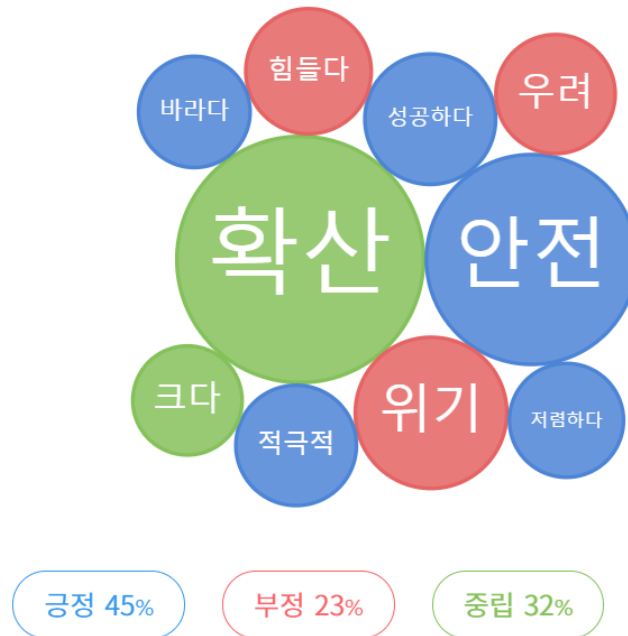 힘들다
우려
바라다
성공하다
확산
안전
크다
위기
적극적
저렴하다
긍정 45%
부정 23%
중립 32%